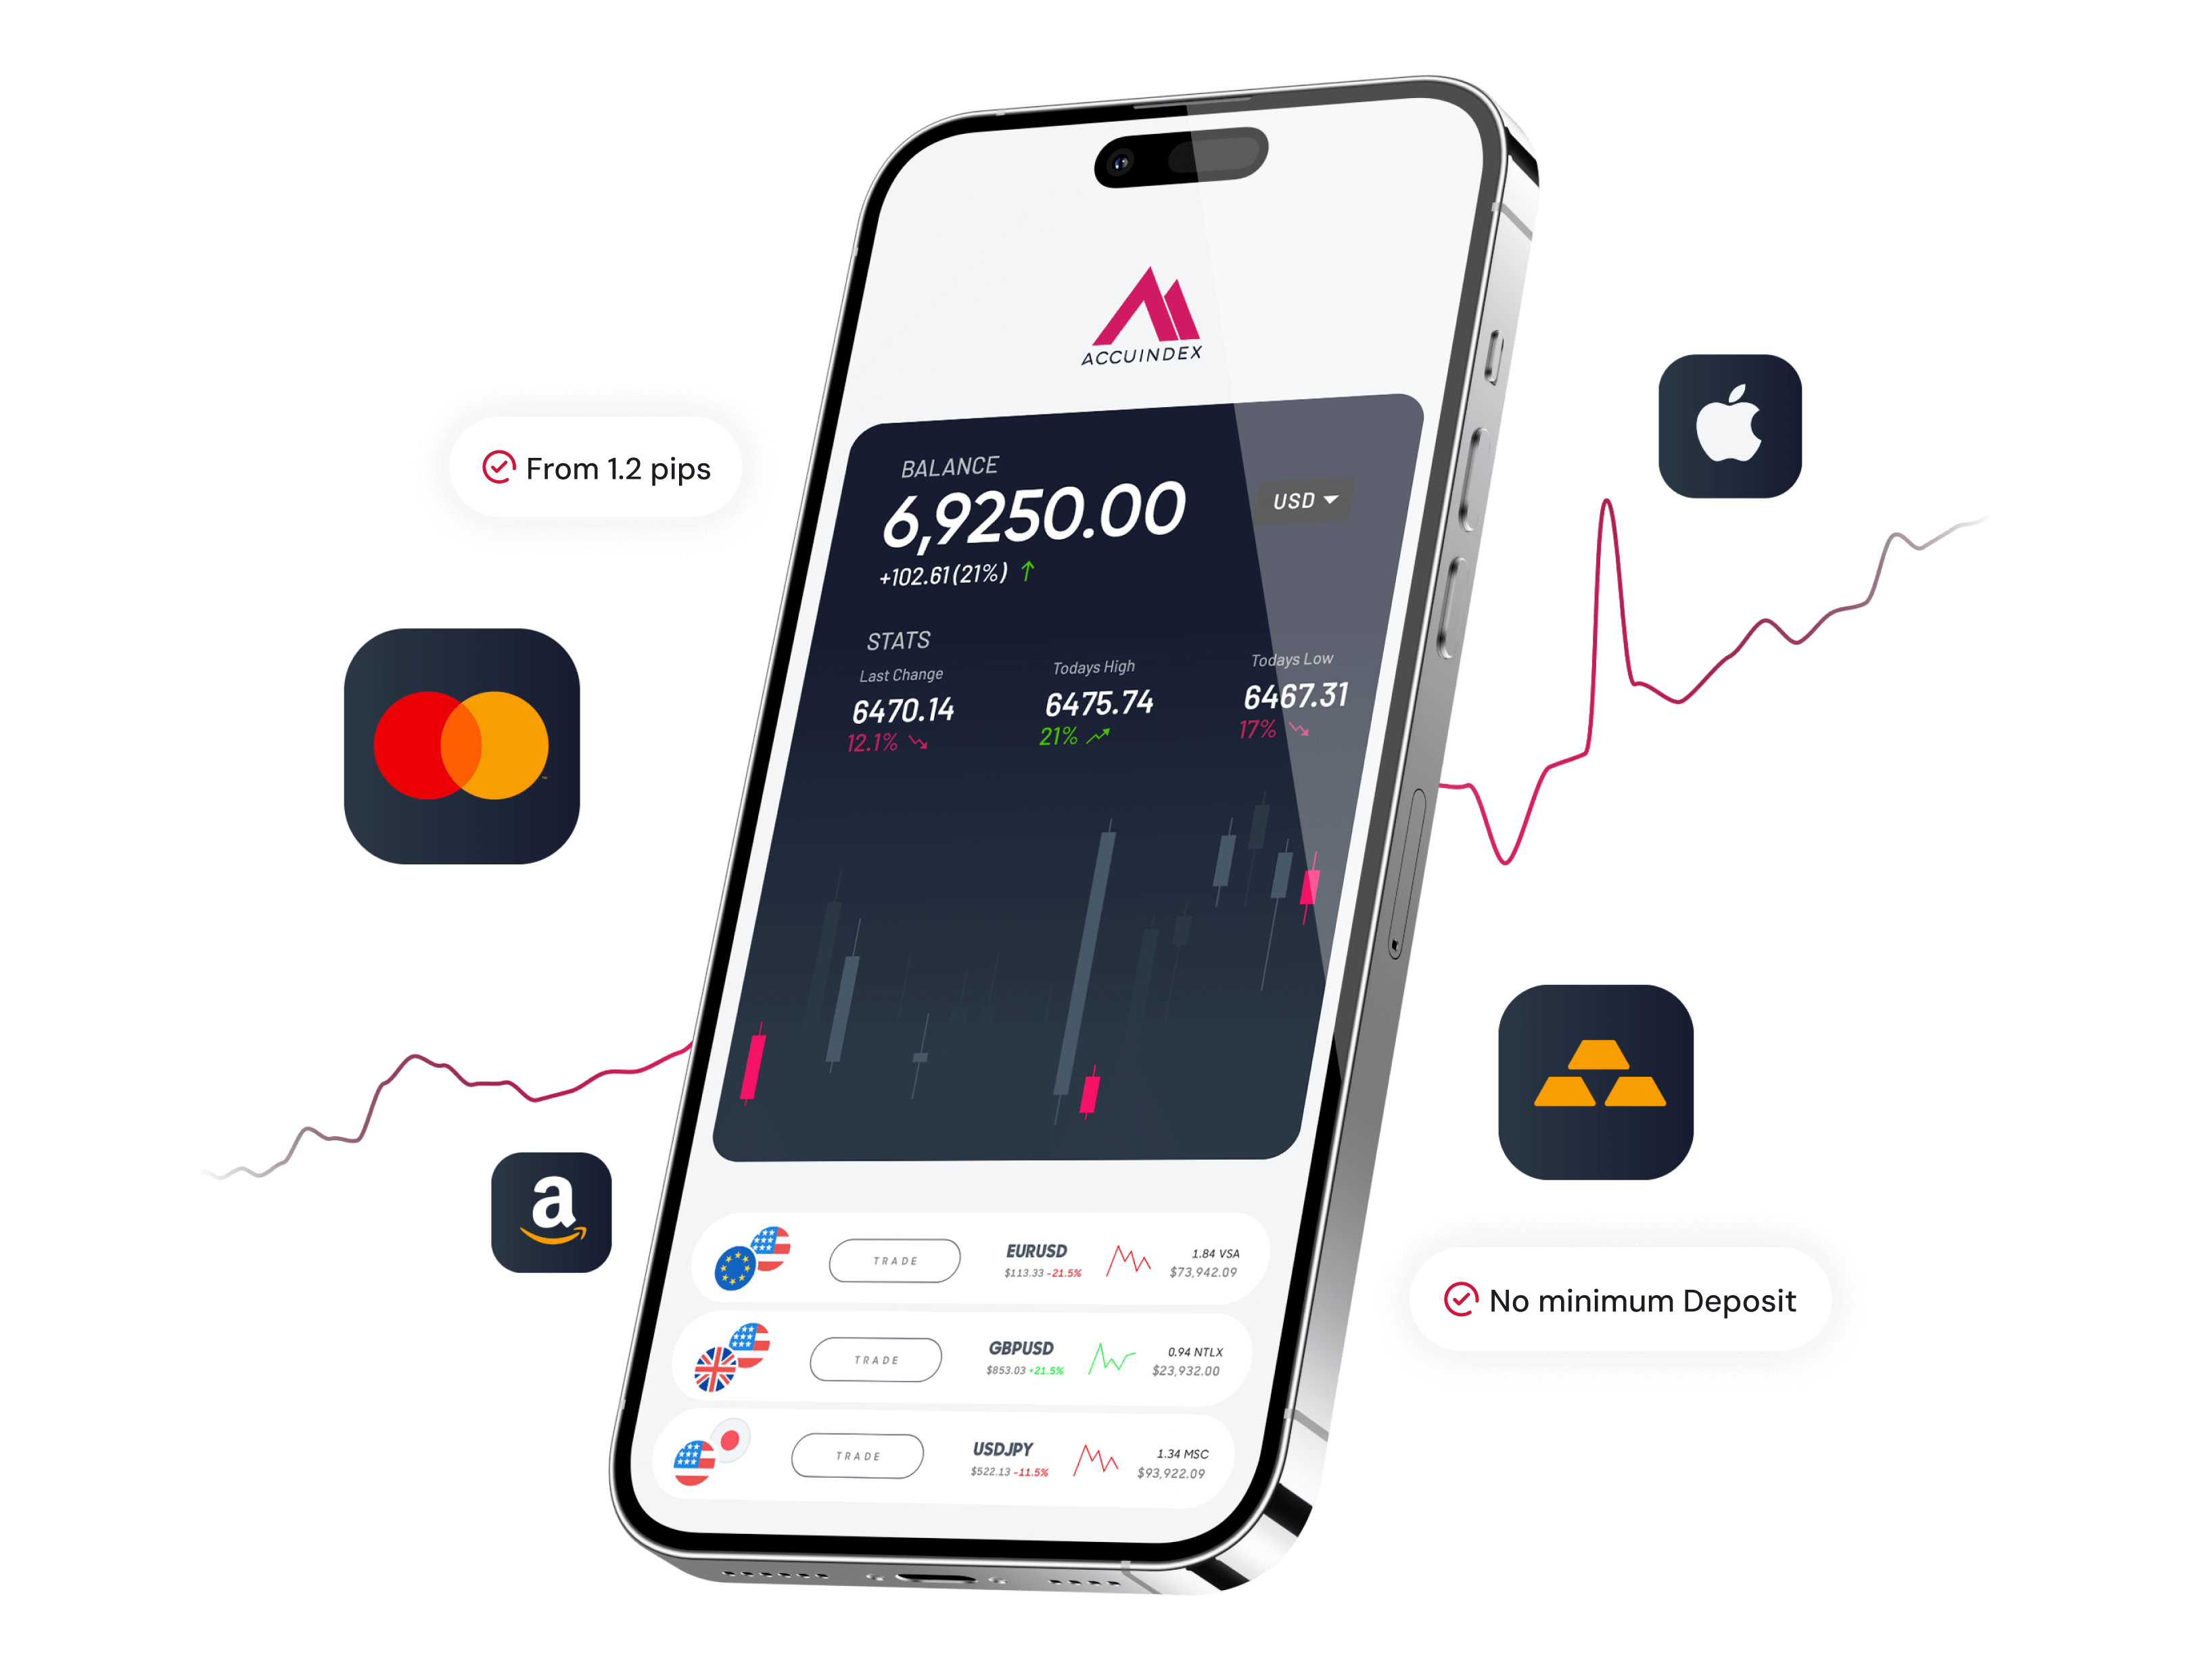 ACCUINDEX
From 1.2 pips
BALANCE
6,9250.00
USD
+102.61 (21%)
STATS
Last Change
Todays High
Todays Low
6470.14
6475.74
6467.31
12.1%
21%
17%
a
TRADE
EURUSD
$113.33 -21.5%
1.84 VSA
$73,942.09
No minimum Deposit
TRADE
GBPUSD
$853.03 +21.5%
0.94 NTLX
$23,932.00
TRADE
USDJPY
$522.13 -11.5%
1.34 MSC
$93,922.09